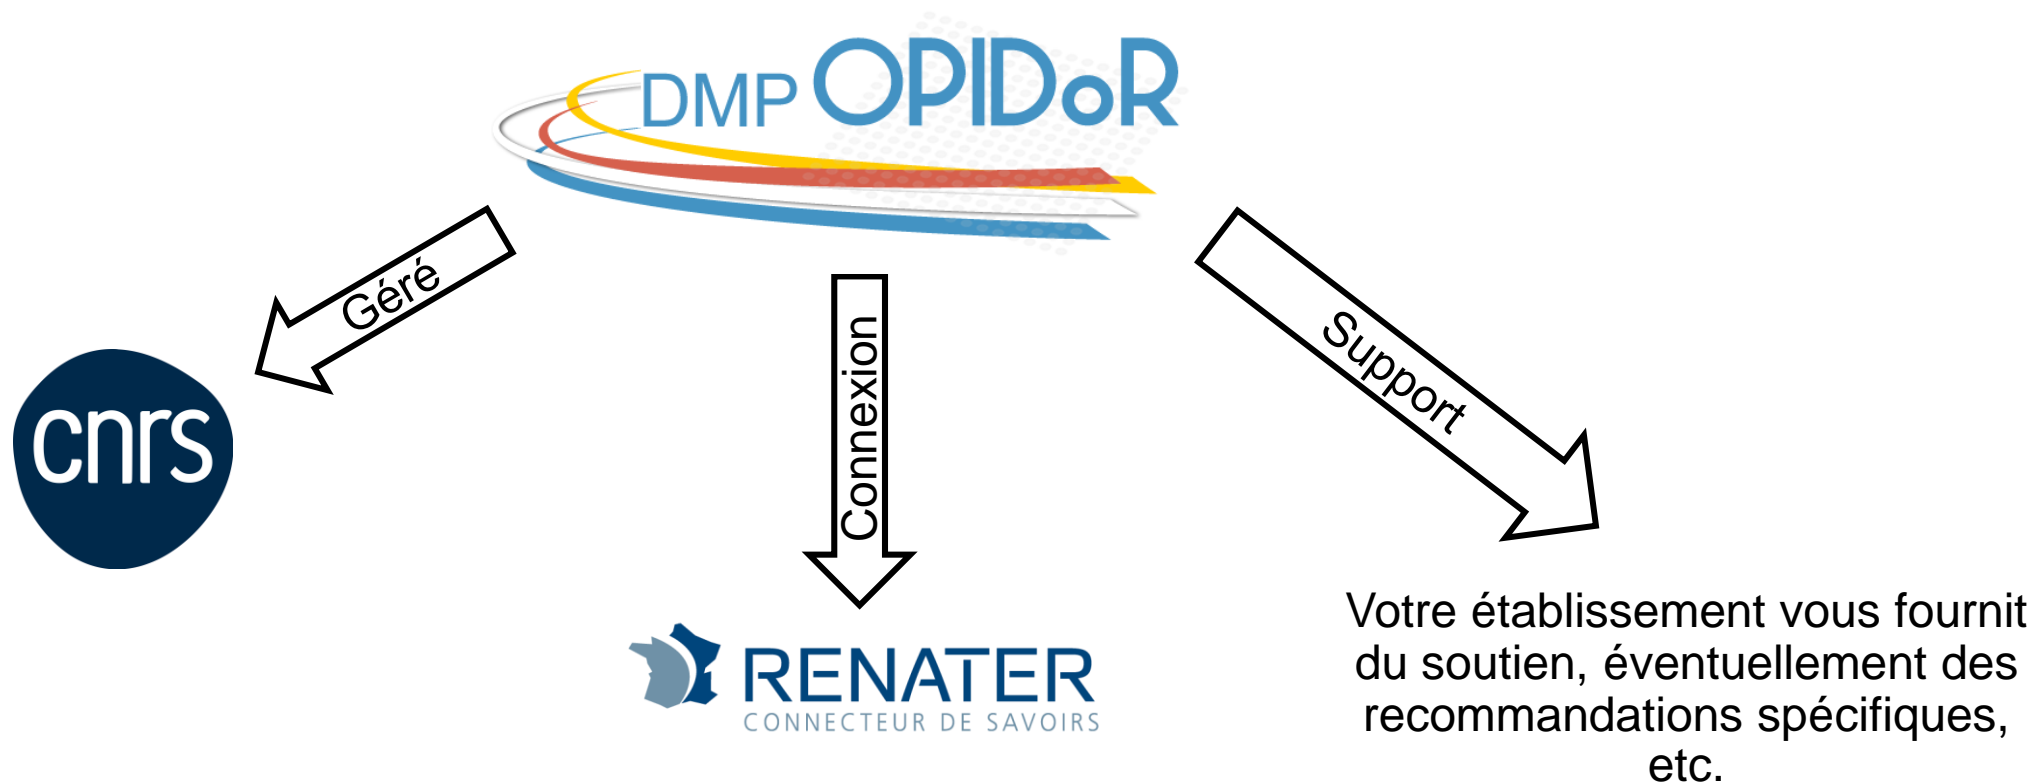 DMP OPIDoR
Géré
Connexion
Support
cnrs
RENATER
CONNECTEUR DE SAVOIRS
Votre établissement vous fournit
du soutien, éventuellement des
recommandations spécifiques,
etc.